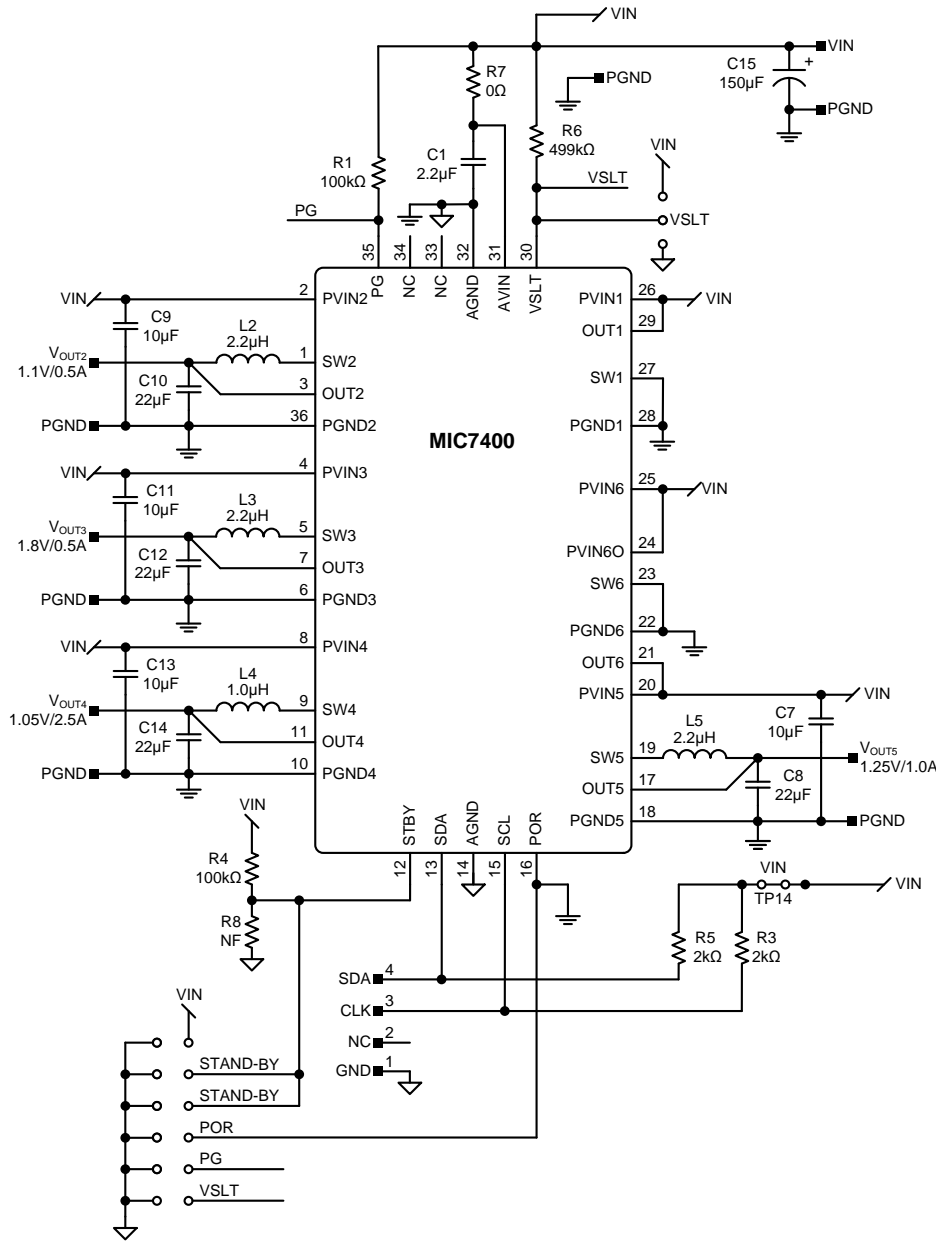 VIN
VIN
C15
150µF
+
PGND
R7
0Ω
PGND
R6
499kΩ
C1
2.2µF
R1
100kΩ
VIN
VSLT
VSLT
PG
35
34
33
32
31
30
PG
NC
NC
AGND
AVIN
VSLT
MIC7400
VIN
2
PVIN2
C9
10µF
L2
2.2µH
VOUT2
1.1V/0.5A
1
SW2
C10
22µF
3
OUT2
PGND
36
PGND2
VIN
4
PVIN3
C11
10µF
L3
2.2µH
VOUT3
1.8V/0.5A
5
SW3
C12
22µF
7
OUT3
PGND
6
PGND3
VIN
8
PVIN4
C13
10µF
L4
1.0µH
VOUT4
1.05V/2.5A
9
SW4
C14
22µF
11
OUT4
PGND
10
PGND4
PVIN1
26
VIN
OUT1
29
SW1
27
PGND1
28
PVIN6
25
VIN
PVIN6O
24
SW6
23
PGND6
22
OUT6
21
PVIN5
20
VIN
C7
10µF
L5
2.2µH
SW5
19
VOUT5
1.25V/1.0A
OUT5
17
C8
22µF
PGND5
18
PGND
STBY
SDA
AGND
SCL
POR
12
13
14
15
16
VIN
R4
100kΩ
R8
NF
VIN
TP14
VIN
R5
2kΩ
R3
2kΩ
SDA
4
CLK
3
NC
2
GND
1
VIN
STAND-BY
STAND-BY
POR
PG
VSLT